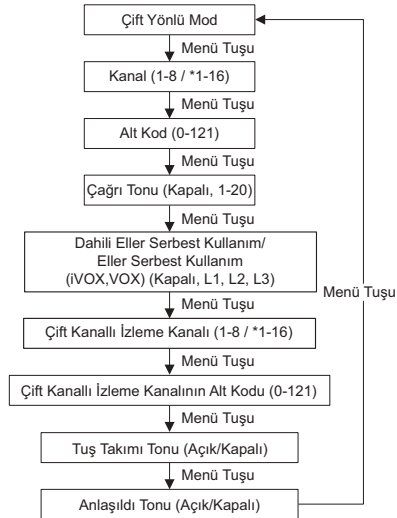 Çift Yönlü Mod
Menü Tuşu
Kanal (1-8 / *1-16)
Menü Tuşu
Alt Kod (0-121)
Menü Tuşu
Çağrı Tonu (Kapalı, 1-20)
Menü Tuşu
Dahili Eller Serbest Kullanım/
Eller Serbest Kullanım
(iVOX,VOX) (Kapalı, L1, L2, L3)
Menü Tuşu
Menü Tuşu
Çift Kanallı İzleme Kanalı (1-8 / *1-16)
Menü Tuşu
Çift Kanallı İzleme Kanalının Alt Kodu (0-121)
Menü Tuşu
Tuş Takımı Tonu (Açık/Kapalı)
Menü Tuşu
Anlaşıldı Tonu (Açık/Kapalı)